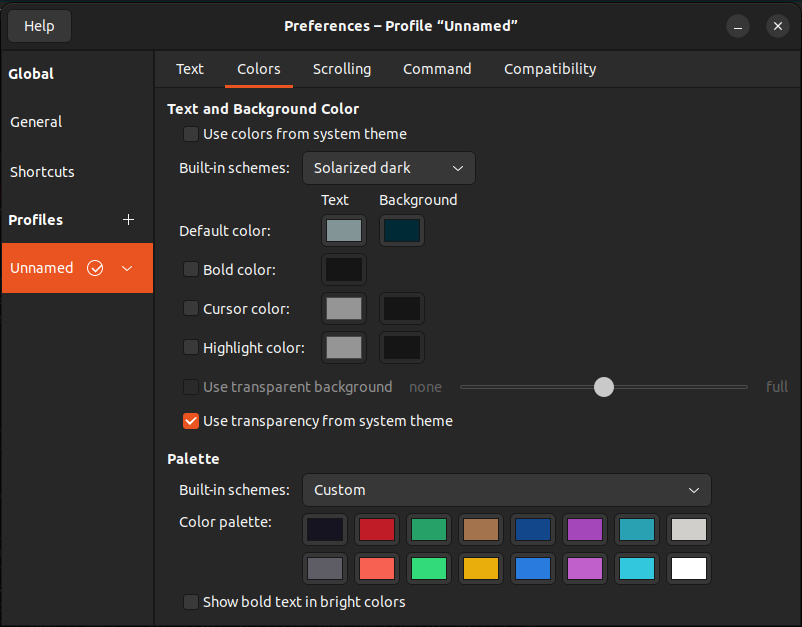 Help
Preferences – Profile “Unnamed”
Global
General
Shortcuts
Profiles
Unnamed
Text Colors Scrolling Command Compatibility
Text and Background Color
Use colors from system theme
Built-in schemes: Solarized dark
Text Background
Default color:
Bold color:
Cursor color:
Highlight color:
Use transparent background none full
Use transparency from system theme
Palette
Built-in schemes: Custom
Color palette:
Show bold text in bright colors